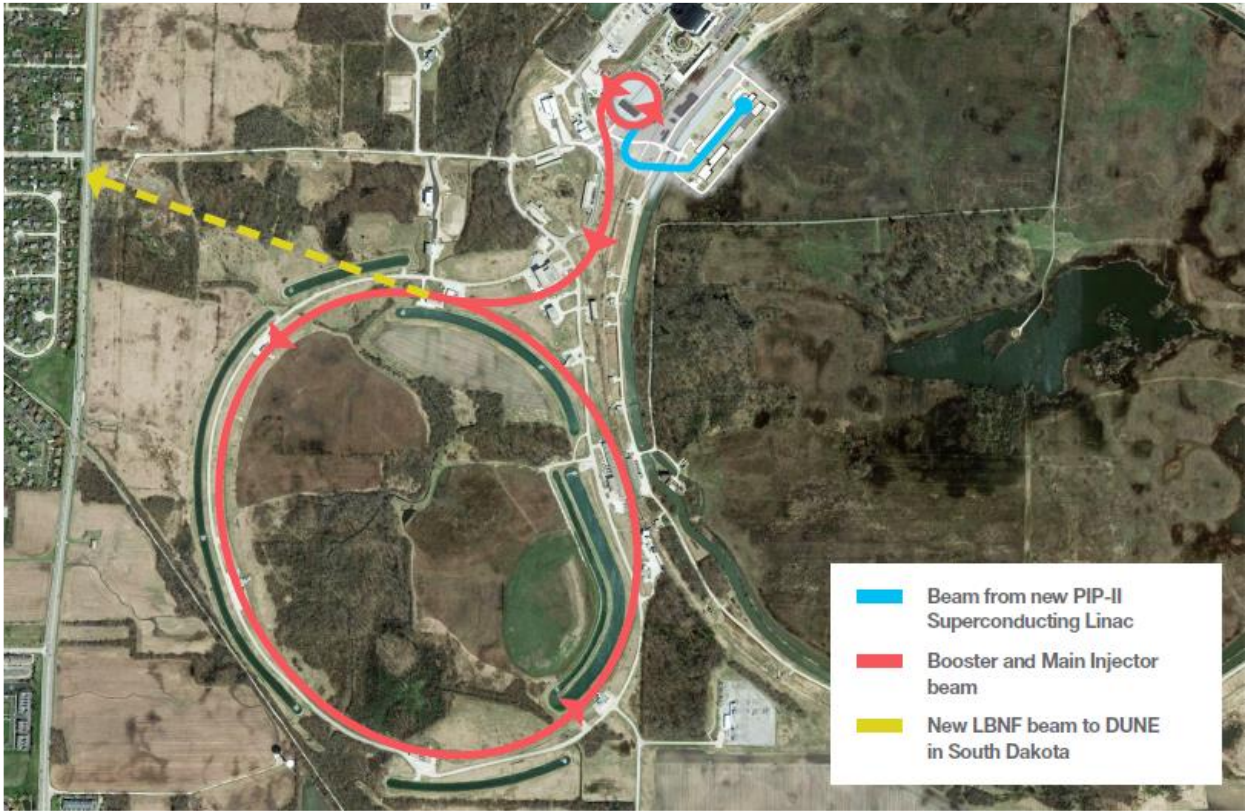 Beam from new PIP-II
Superconducting Linac
Booster and Main Injector
beam
New LBNF beam to DUNE
in South Dakota